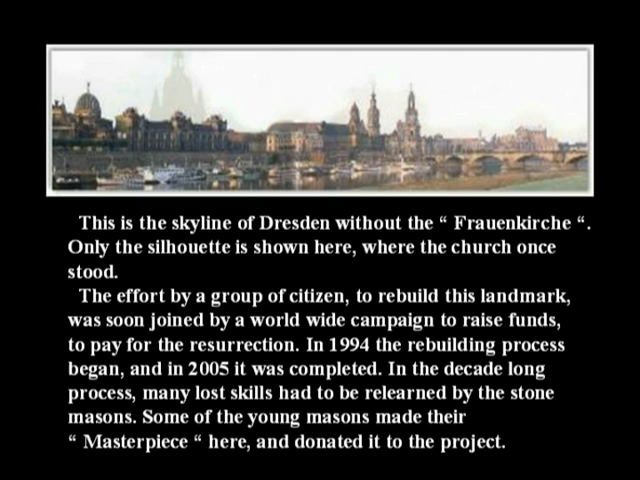 This is the skyline of Dresden without the “ Frauenkirche “.
Only the silhouette is shown here, where the church once
stood.
The effort by a group of citizen, to rebuild this landmark,
was soon joined by a world wide campaign to raise funds,
to pay for the resurrection. In 1994 the rebuilding process
began, and in 2005 it was completed. In the decade long
process, many lost skills had to be relearned by the stone
masons. Some of the young masons made their
“ Masterpiece “ here, and donated it to the project.